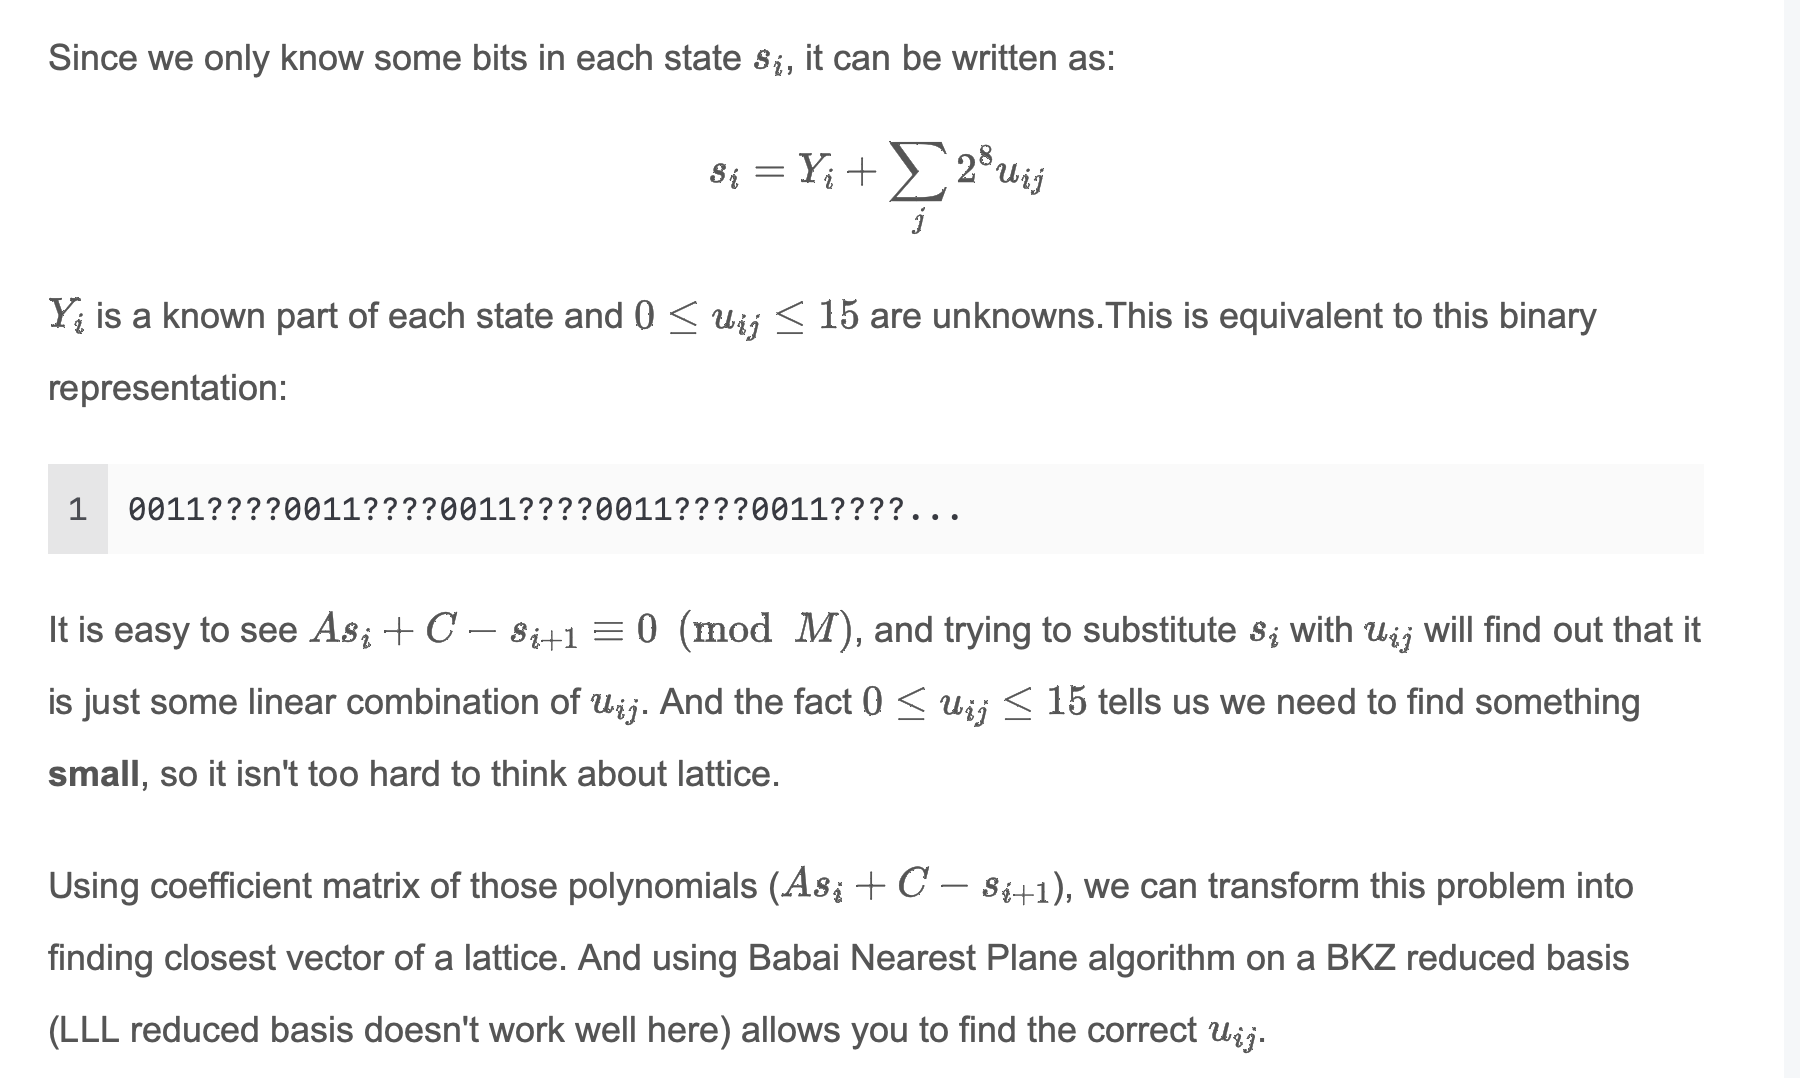 Since we only know some bits in each state $s_i$, it can be written as:
$$s_i = Y_i + \sum_j 2^8 u_{ij}$$
$Y_i$ is a known part of each state and $0 \leq u_{ij} \leq 15$ are unknowns.This is equivalent to this binary
representation:
1 0011????0011????0011????0011????0011????...
It is easy to see $As_i + C - s_{i+1} \equiv 0 \pmod M$, and trying to substitute $s_i$ with $u_{ij}$ will find out that it
is just some linear combination of $u_{ij}$. And the fact $0 \leq u_{ij} \leq 15$ tells us we need to find something
small, so it isn't too hard to think about lattice.
Using coefficient matrix of those polynomials ($As_i + C - s_{i+1}$), we can transform this problem into
finding closest vector of a lattice. And using Babai Nearest Plane algorithm on a BKZ reduced basis
(LLL reduced basis doesn't work well here) allows you to find the correct $u_{ij}$.